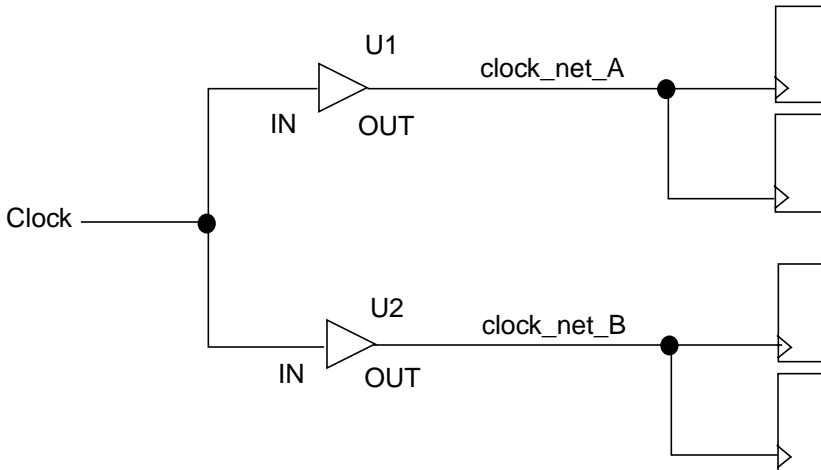 U1
clock_net_A
IN
OUT
Clock
U2
clock_net_B
IN
OUT